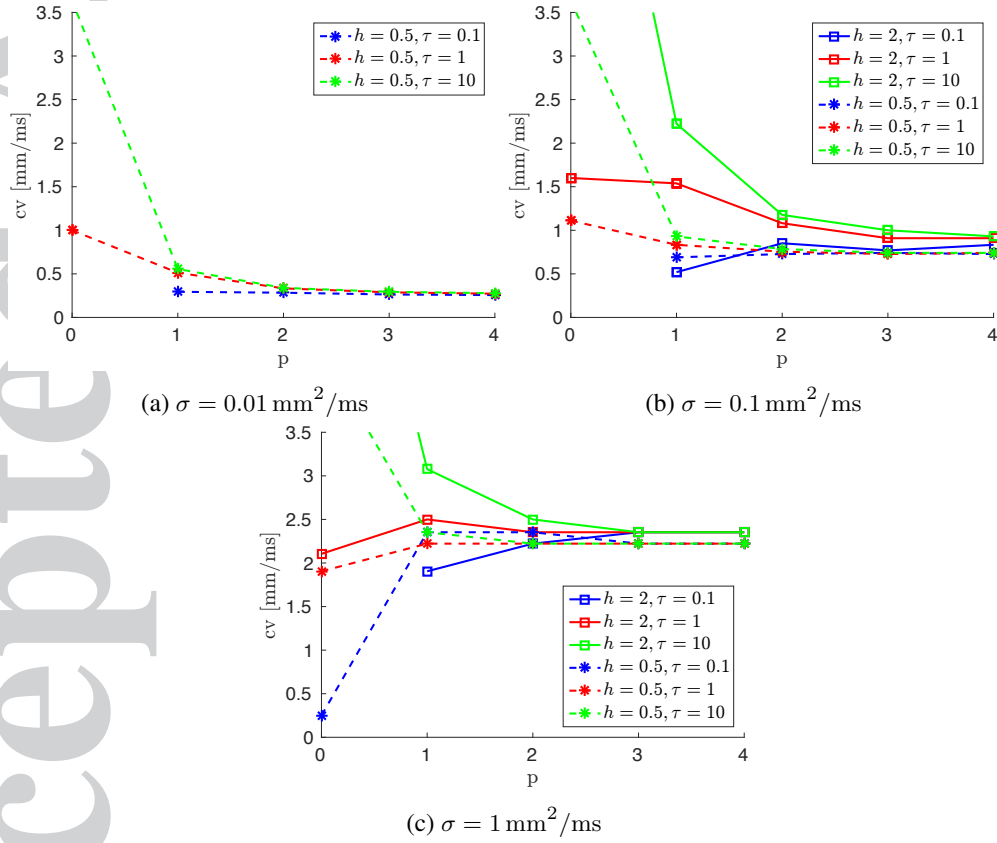 3.5
3
2.5
2
1.5
1
0.5
0
cv [mm/ms]
0 1 2 3 4
p
h = 0.5, τ = 0.1
h = 0.5, τ = 1
h = 0.5, τ = 10
(a) σ = 0.01 mm²/ms
3.5
3
2.5
2
1.5
1
0.5
0
cv [mm/ms]
0 1 2 3 4
p
h = 2, τ = 0.1
h = 2, τ = 1
h = 2, τ = 10
h = 0.5, τ = 0.1
h = 0.5, τ = 1
h = 0.5, τ = 10
(b) σ = 0.1 mm²/ms
3.5
3
2.5
2
1.5
1
0.5
0
cv [mm/ms]
0 1 2 3 4
p
h = 2, τ = 0.1
h = 2, τ = 1
h = 2, τ = 10
h = 0.5, τ = 0.1
h = 0.5, τ = 1
h = 0.5, τ = 10
(c) σ = 1 mm²/ms
cepte